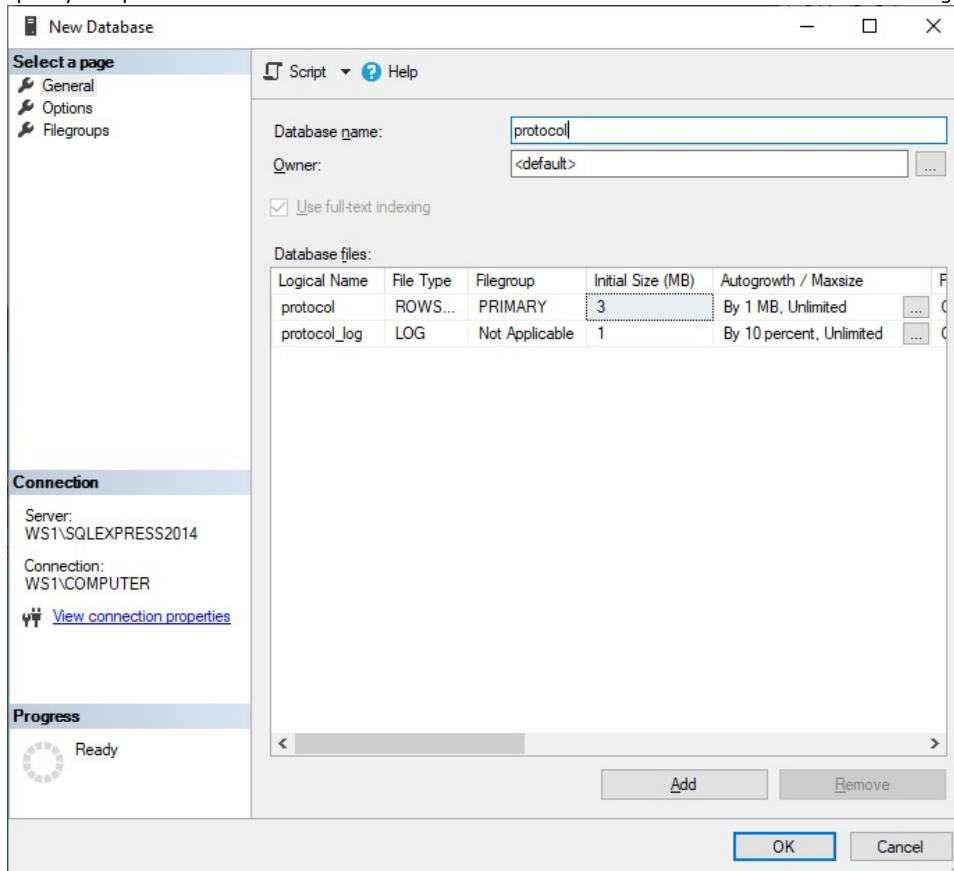 New Database
Select a page
General
Options
Filegroups
Script Help
Database name: protocol
Owner: <default> ...
Use full-text indexing
Database files:
Logical Name File Type Filegroup Initial Size (MB) Autogrowth / Maxsize
protocol ROWS... PRIMARY 3 By 1 MB, Unlimited ...
protocol_log LOG Not Applicable 1 By 10 percent, Unlimited ...
Connection
Server:
WS1\SQLEXPRESS2014
Connection:
WS1\COMPUTER
View connection properties
Progress
Ready
Add Remove
OK Cancel